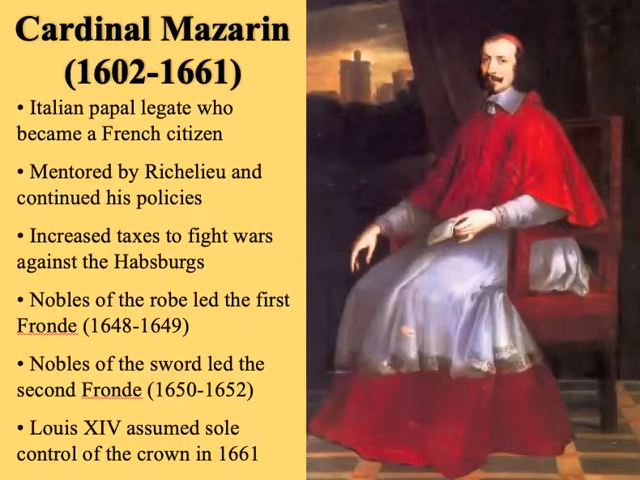 Cardinal Mazarin
(1602-1661)
• Italian papal legate who
became a French citizen
• Mentored by Richelieu and
continued his policies
• Increased taxes to fight wars
against the Habsburgs
• Nobles of the robe led the first
Fronde (1648-1649)
• Nobles of the sword led the
second Fronde (1650-1652)
• Louis XIV assumed sole
control of the crown in 1661